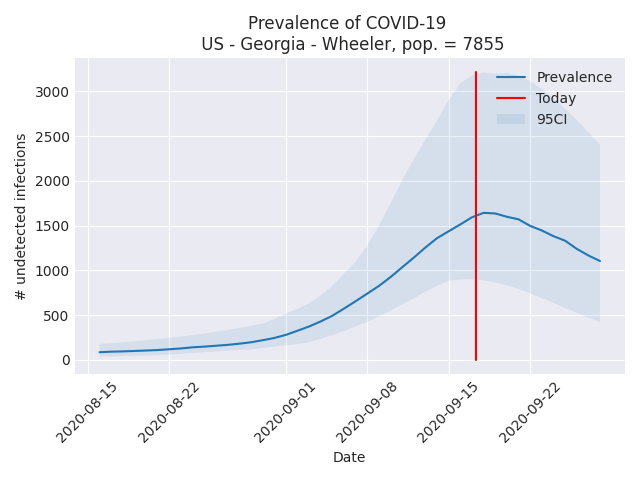 Prevalence of COVID-19
US - Georgia - Wheeler, pop. = 7855
Prevalence
Today
95CI
# undetected infections
3000
2500
2000
1500
1000
500
0
2020-08-15
2020-08-22
2020-09-01
2020-09-08
2020-09-15
2020-09-22
Date